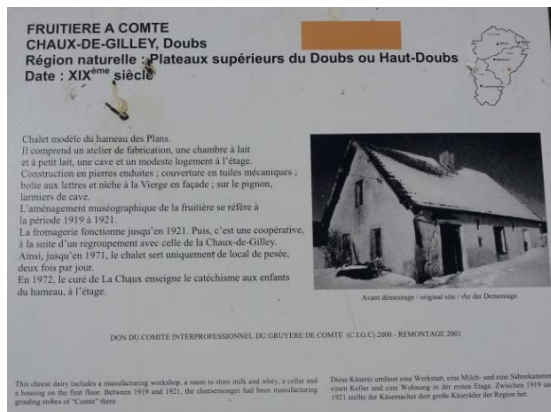 FRUITIERE A COMTE
CHAUX-DE-GILLEY, Doubs
Région naturelle : Plateaux supérieurs du Doubs ou Haut-Doubs
Date : XIXème siècle
Chalet modèle du hameau des Plans.
Il comprend un atelier de fabrication, une chambre à lait
et à petit lait, une cave et un modeste logement à l'étage.
Construction en pierres enduites ; couverture en tuiles mécaniques ;
boîte aux lettres et niche à la Vierge en façade ; sur le pignon,
larmiers de cave.
L'aménagement muséographique de la fruitière se réfère à
la période 1919 à 1921.
La fromagerie fonctionne jusqu'en 1921. Puis, c'est une coopérative,
à la suite d'un regroupement avec celle de la Chaux-de-Gilley.
Ainsi, jusqu'en 1971, le chalet sert uniquement de local de pesée,
deux fois par jour.
En 1972, le curé de La Chaux enseigne le catéchisme aux enfants
du hameau, à l'étage.
Avant démontage / original site / vor der Demontage
DON DU COMITE INTERPROFESSIONNEL DU GRUYERE DE COMTE (C.I.G.C) 2000 - REMONTAGE 2001
This cheese dairy includes a manufacturing workshop, a room to store milk and whey, a cellar and
a housing on the first floor. Between 1919 and 1921, the cheesemonger had been manufacturing
grinding stones of "Comté" there.
Diese Käserei umfasst eine Werkstatt, eine Milch- und eine Sahnekammer
einen Keller und eine Wohnung in der ersten Etage. Zwischen 1919 und
1921 stellte der Käsemacher dort große Käseräder der Region her.